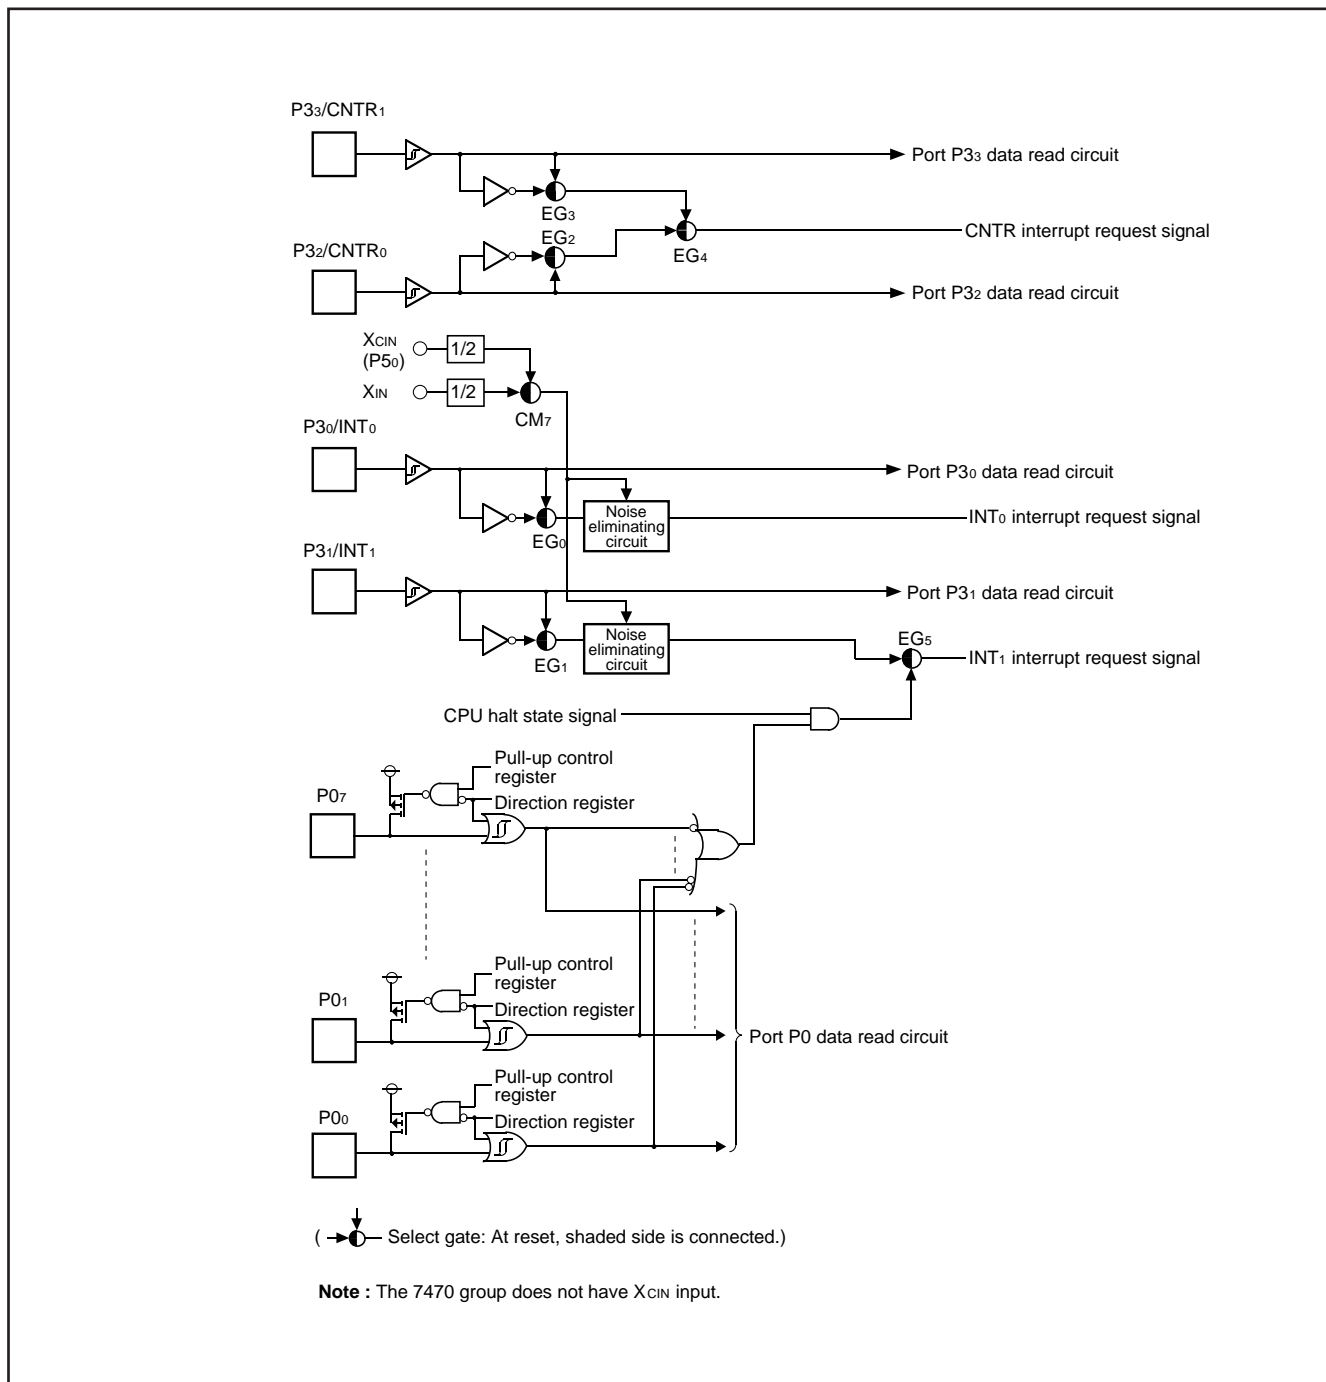 P3₃/CNTR₁
Port P3₃ data read circuit
EG₃
EG₂
CNTR interrupt request signal
EG₄
P3₂/CNTR₀
Port P3₂ data read circuit
XCIN
(P5₀)
1/2
XIN
1/2
CM₇
P3₀/INT₀
Port P3₀ data read circuit
Noise
eliminating
circuit
INT₀ interrupt request signal
EG₀
P3₁/INT₁
Port P3₁ data read circuit
Noise
eliminating
circuit
EG₅
INT₁ interrupt request signal
EG₁
CPU halt state signal
Pull-up control
register
P0₇
Direction register
Pull-up control
register
P0₁
Direction register
Port P0 data read circuit
Pull-up control
register
P0₀
Direction register
( Select gate: At reset, shaded side is connected.)
Note : The 7470 group does not have XCIN input.